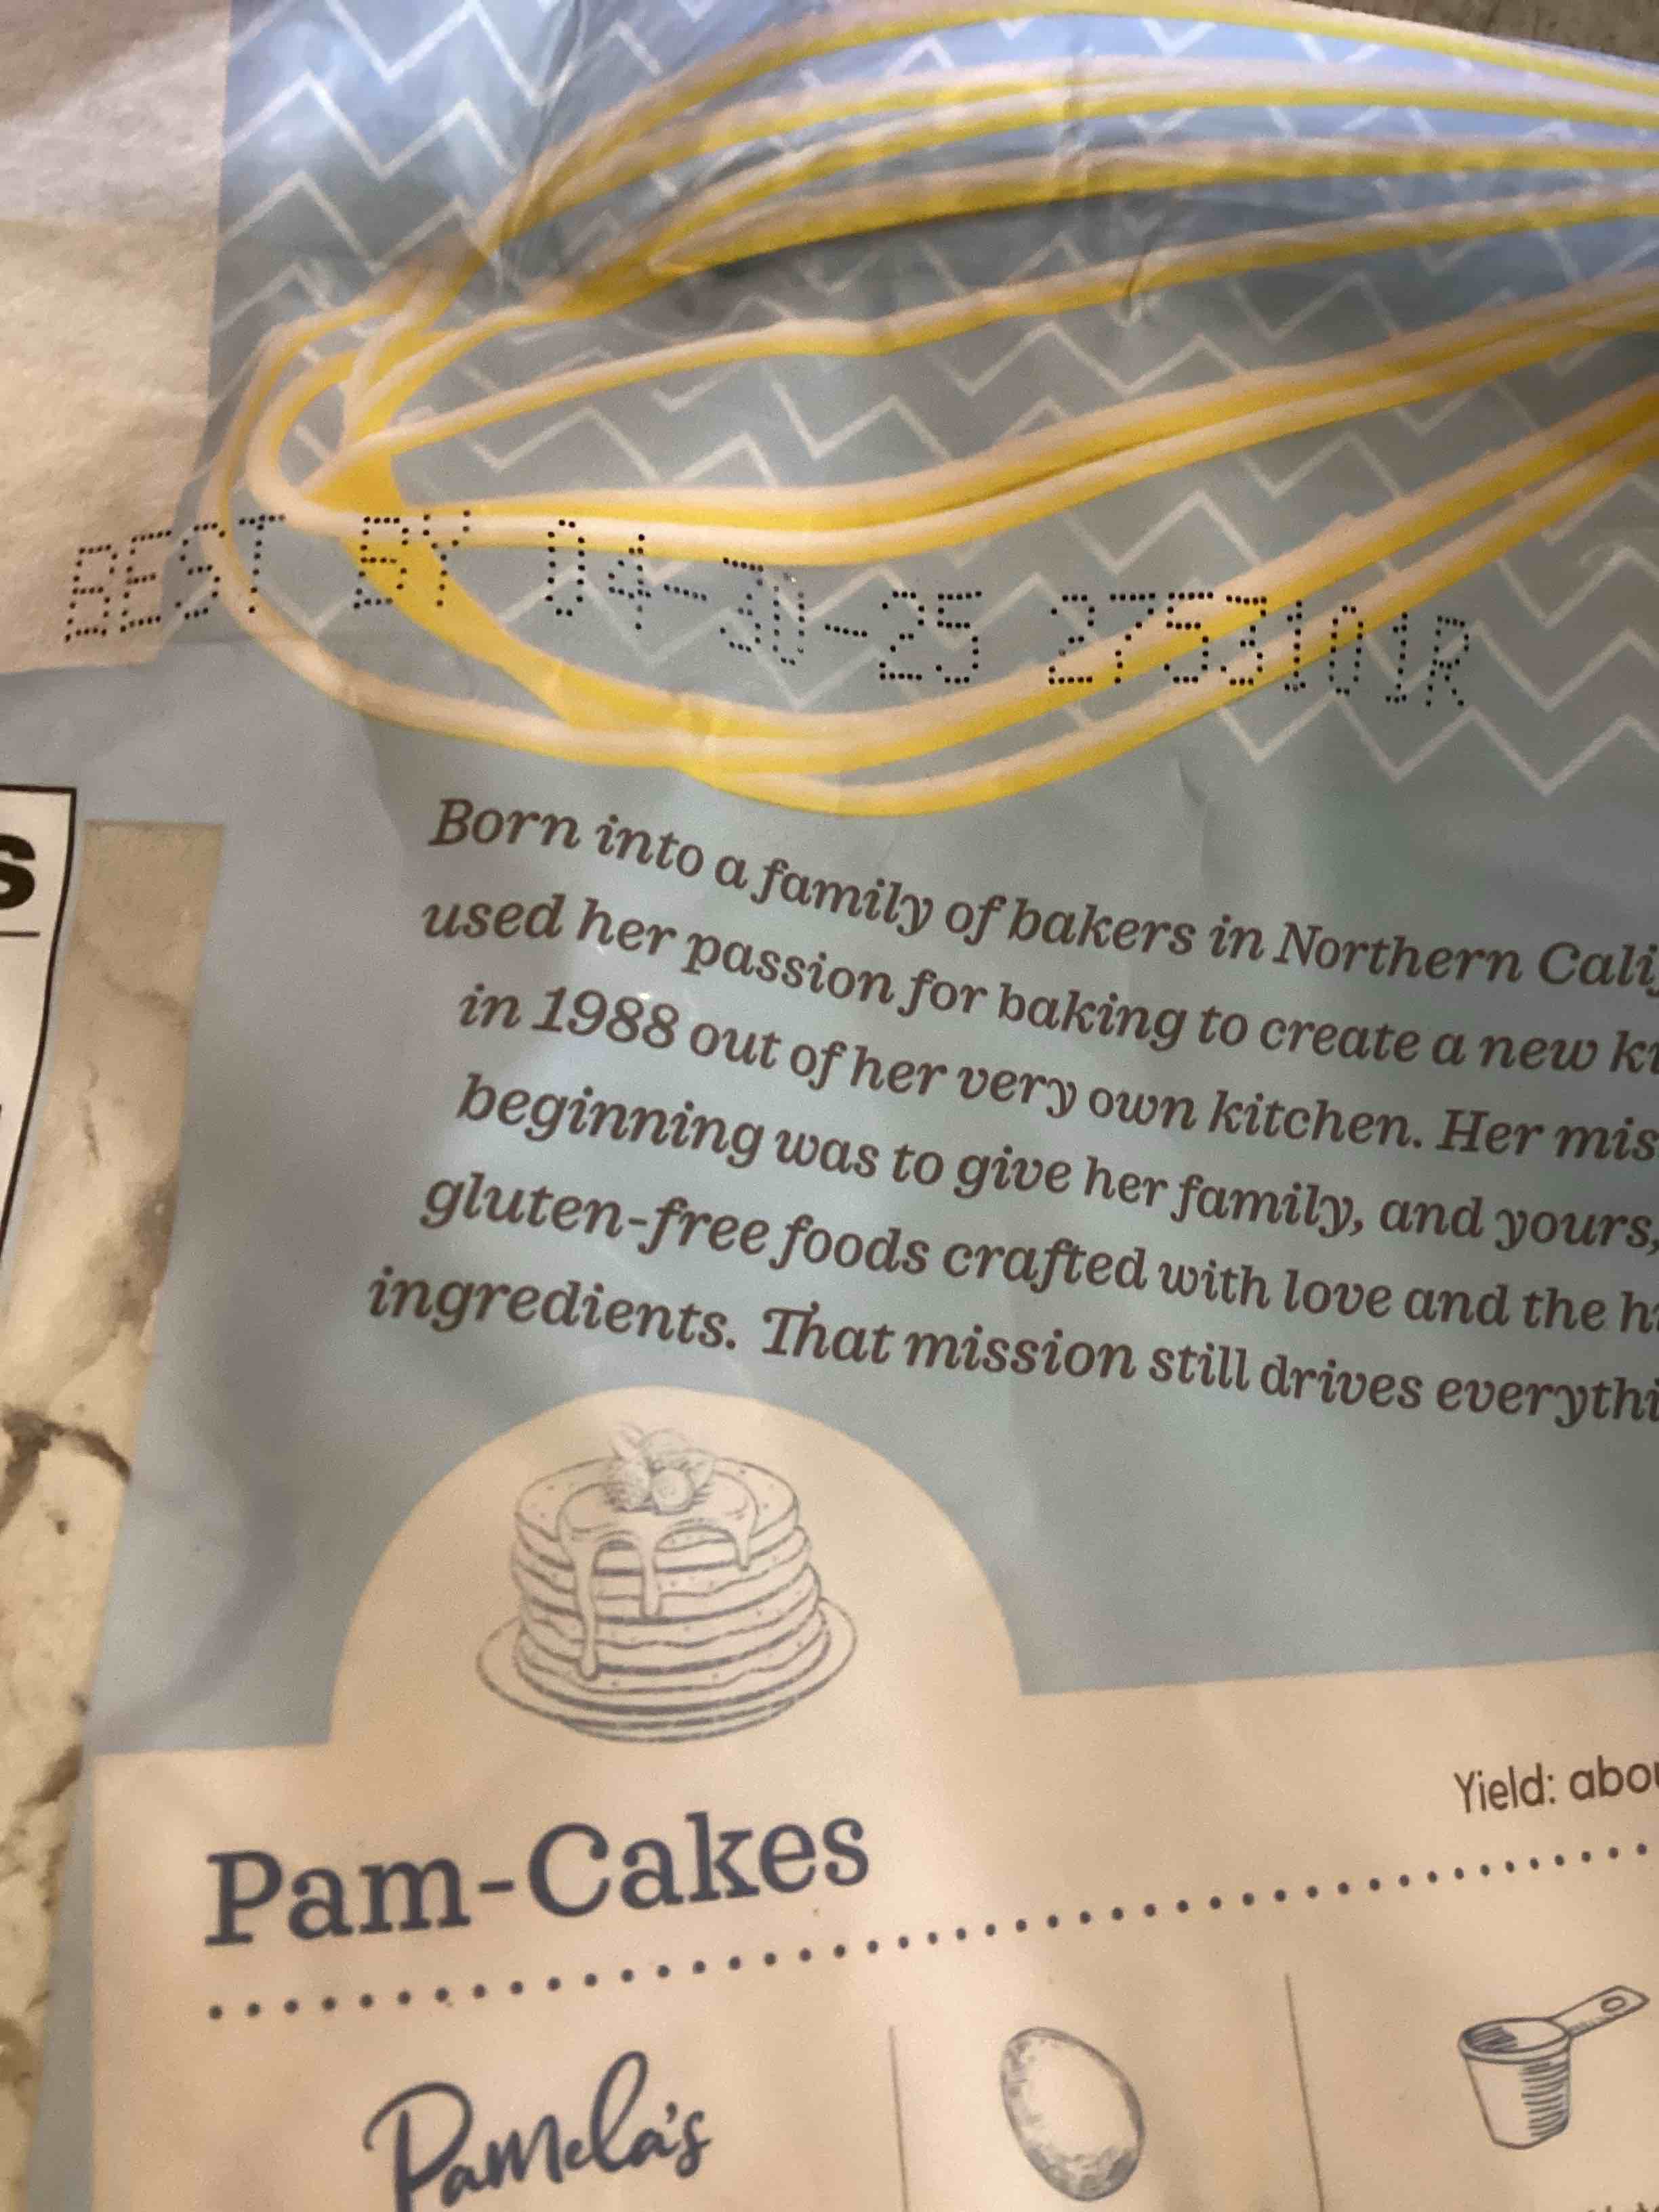 BEST BY 04-30-25 275310 1R
S
Born into a family of bakers in Northern Cali
used her passion for baking to create a new
in 1988 out of her very own kitchen. Her mis
beginning was to give her family, and yours,
gluten-free foods crafted with love and the
ingredients. That mission still drives everythi
Yield: abou
Pam-Cakes
Pamela's